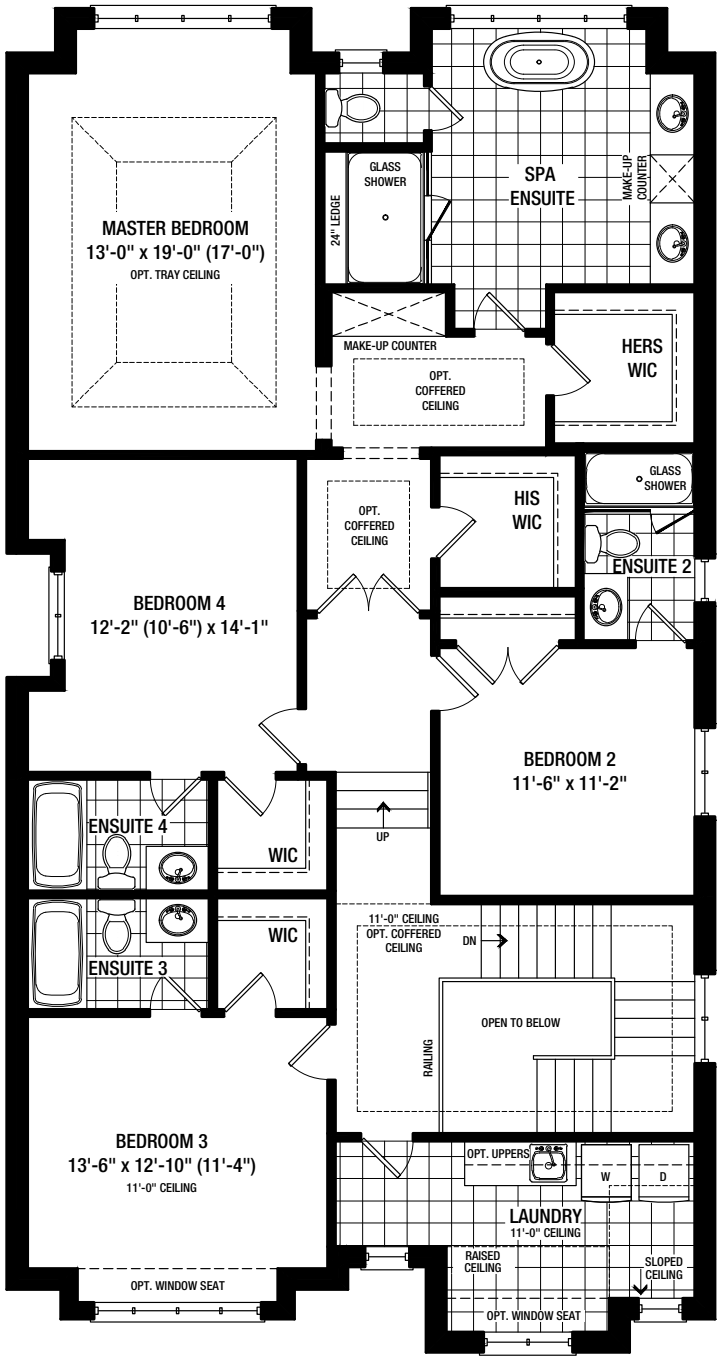 MASTER BEDROOM
13'-0" x 19'-0" (17'-0")
OPT. TRAY CEILING
24" LEDGE
GLASS
SHOWER
SPA
ENSUITE
MAKE-UP
COUNTER
MAKE-UP COUNTER
OPT.
COFFERED
CEILING
HERS
WIC
OPT.
COFFERED
CEILING
HIS
WIC
GLASS
SHOWER
ENSUITE 2
BEDROOM 4
12'-2" (10'-6") x 14'-1"
BEDROOM 2
11'-6" x 11'-2"
ENSUITE 4
WIC
UP
ENSUITE 3
WIC
11'-0" CEILING
OPT. COFFERED
CEILING
DN
OPEN TO BELOW
RAILING
BEDROOM 3
13'-6" x 12'-10" (11'-4")
11'-0" CEILING
OPT. WINDOW SEAT
OPT. UPPERS
W
D
LAUNDRY
11'-0" CEILING
RAISED
CEILING
SLOPED
CEILING
OPT. WINDOW SEAT